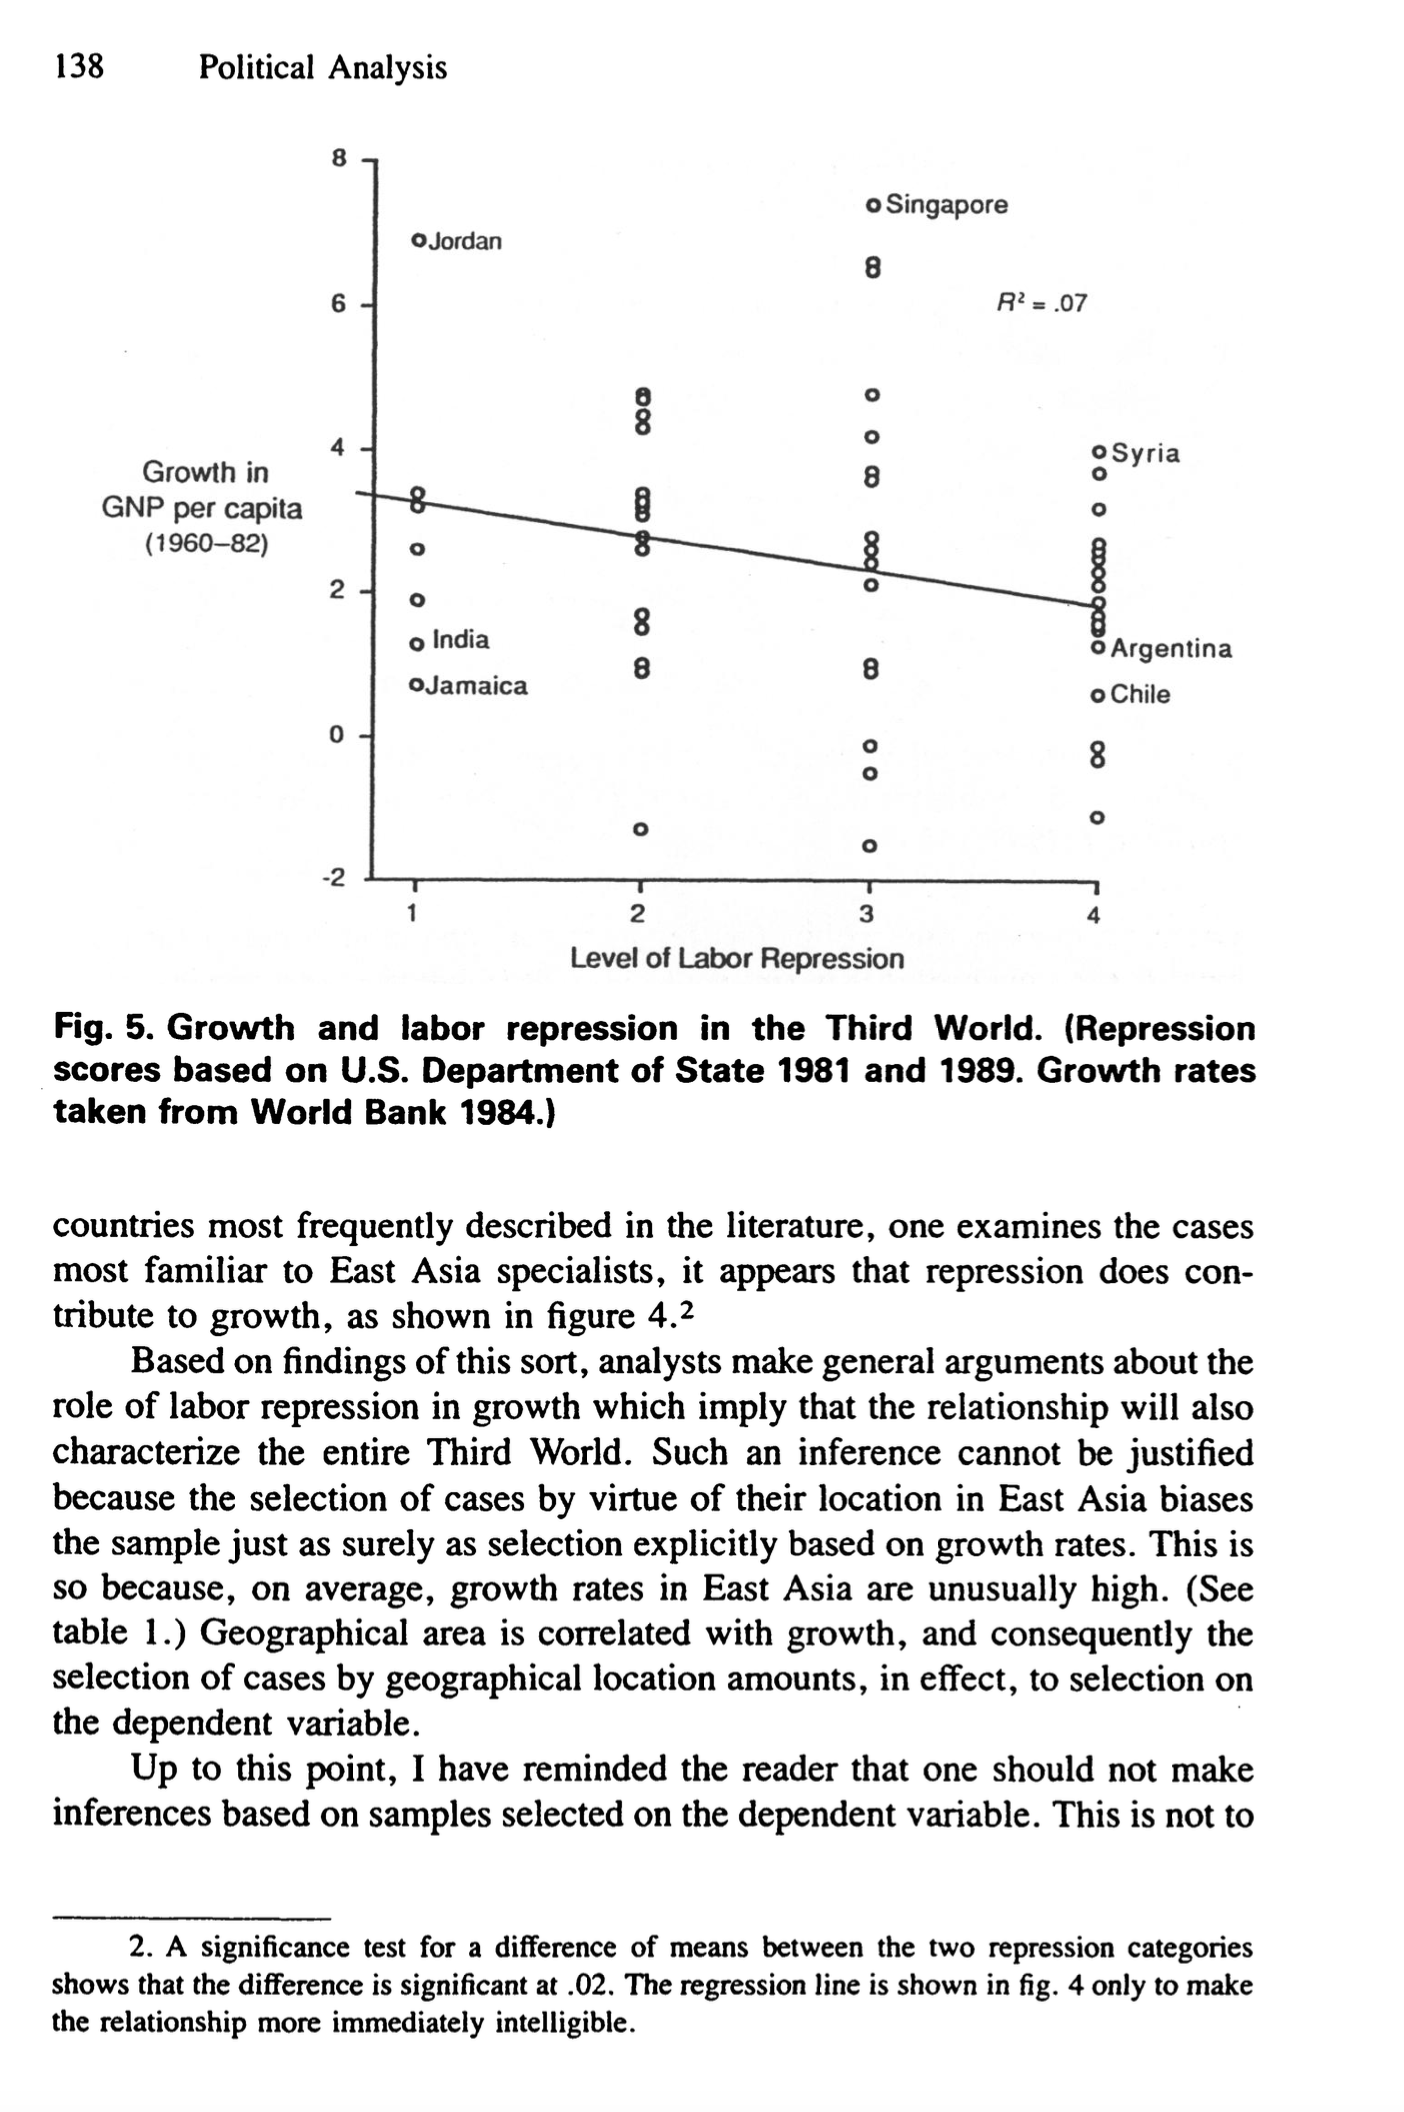 138 Political Analysis
8
Singapore
Jordan
6
R² = .07
4
Syria
Growth in
GNP per capita
(1960–82)
2
India
Argentina
Jamaica
Chile
0
-2
1 2 3 4
Level of Labor Repression
Fig. 5. Growth and labor repression in the Third World. (Repression
scores based on U.S. Department of State 1981 and 1989. Growth rates
taken from World Bank 1984.)
countries most frequently described in the literature, one examines the cases
most familiar to East Asia specialists, it appears that repression does con-
tribute to growth, as shown in figure 4.²
Based on findings of this sort, analysts make general arguments about the
role of labor repression in growth which imply that the relationship will also
characterize the entire Third World. Such an inference cannot be justified
because the selection of cases by virtue of their location in East Asia biases
the sample just as surely as selection explicitly based on growth rates. This is
so because, on average, growth rates in East Asia are unusually high. (See
table 1.) Geographical area is correlated with growth, and consequently the
selection of cases by geographical location amounts, in effect, to selection on
the dependent variable.
Up to this point, I have reminded the reader that one should not make
inferences based on samples selected on the dependent variable. This is not to
2. A significance test for a difference of means between the two repression categories
shows that the difference is significant at .02. The regression line is shown in fig. 4 only to make
the relationship more immediately intelligible.